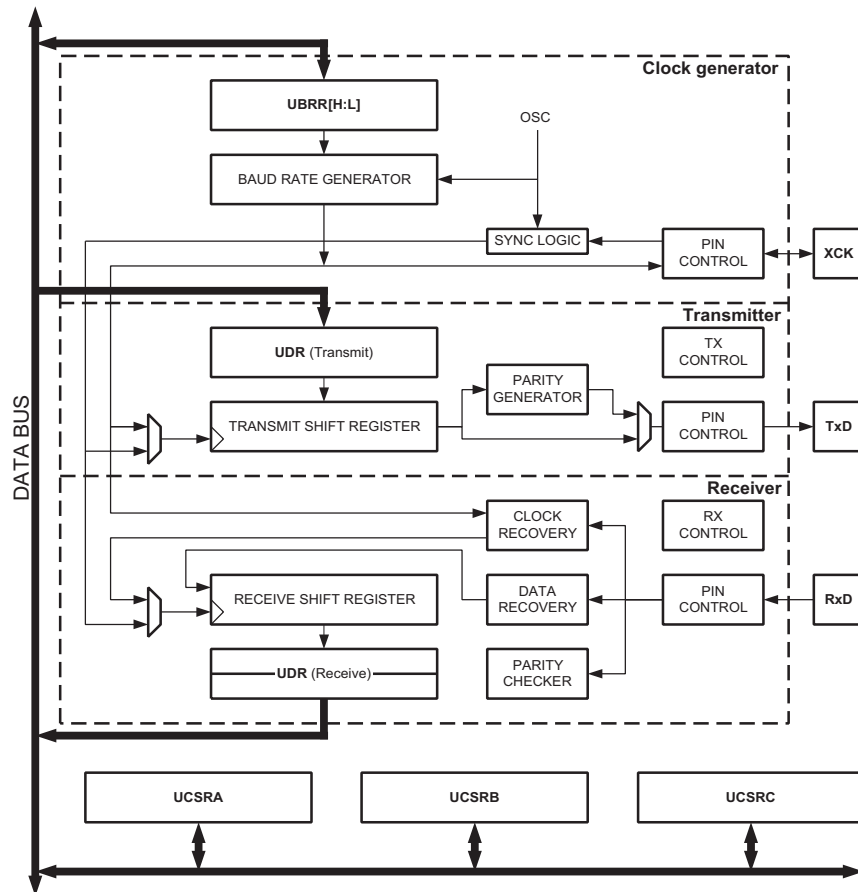 Clock generator
UBRR[H:L]
OSC
BAUD RATE GENERATOR
SYNC LOGIC
PIN
CONTROL
XCK
Transmitter
UDR (Transmit)
TX
CONTROL
PARITY
GENERATOR
TRANSMIT SHIFT REGISTER
PIN
CONTROL
TxD
DATA BUS
Receiver
CLOCK
RECOVERY
RX
CONTROL
RECEIVE SHIFT REGISTER
DATA
RECOVERY
PIN
CONTROL
RxD
UDR (Receive)
PARITY
CHECKER
UCSRA
UCSRB
UCSRC